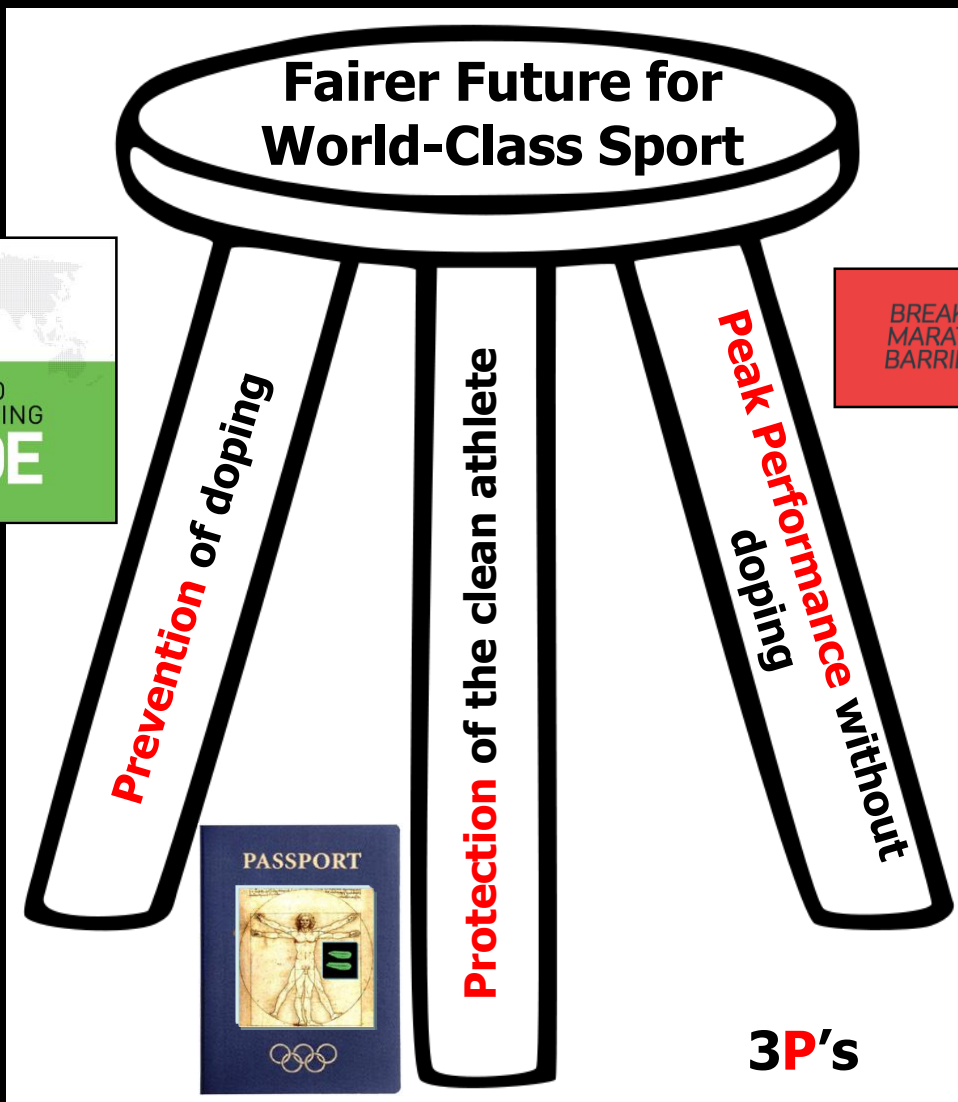 Fairer Future for
World-Class Sport
Prevention of doping
Protection of the clean athlete
Peak Performance without
doping
PASSPORT
3P's